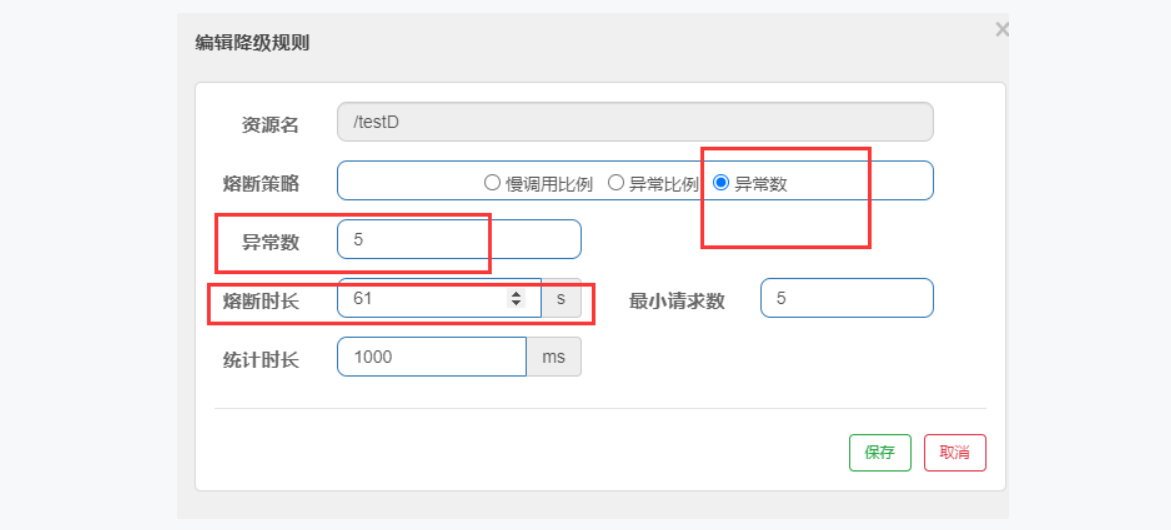 编辑降级规则 ×
资源名 /testD
熔断策略 慢调用比例 异常比例 异常数
异常数 5
熔断时长 61 s 最小请求数 5
统计时长 1000 ms
保存 取消